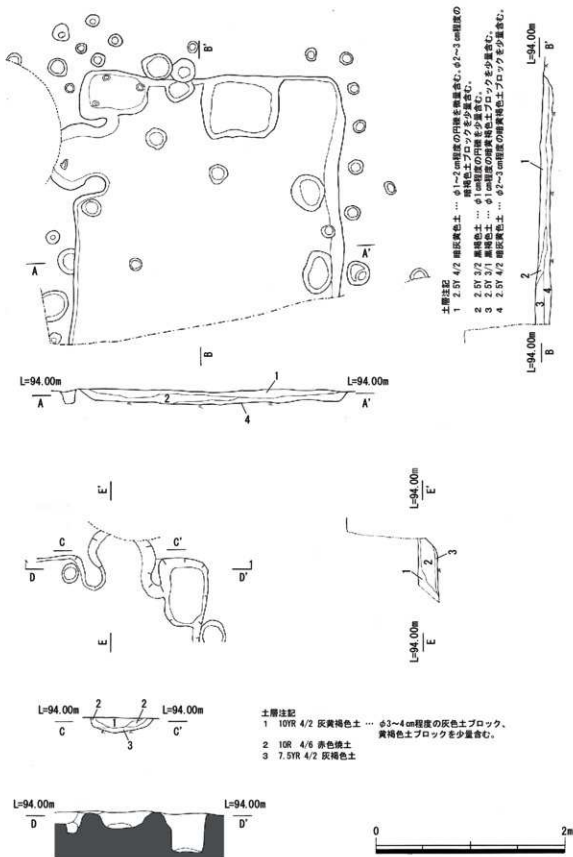 B'
A
A'
B
L=94.00m
B'
1
2
3
4
L=94.00m
B
土層注記
1 2.5Y 4/2 暗灰黄色土 … φ1~2cm程度の円礫を微量含む。φ2~3cm程度の
暗褐色土ブロックを少量含む。
2 2.5Y 3/2 黒褐色土 … φ1cm程度の円礫を少量含む。
3 2.5Y 3/1 黒褐色土 … φ1cm程度の暗黄褐色土ブロックを少量含む。
4 2.5Y 4/2 暗灰黄色土 … φ2~3cm程度の暗黄褐色土ブロックを少量含む。
L=94.00m
A
1
2
4
L=94.00m
A'
E'
C
C'
D
D'
E
L=94.00m
E'
1
2
3
L=94.00m
E
L=94.00m
C
2
1
2
3
L=94.00m
C'
土層注記
1 10YR 4/2 灰黄褐色土 … φ3~4cm程度の灰色土ブロック、
黄褐色土ブロックを少量含む。
2 10R 4/6 赤色焼土
3 7.5YR 4/2 灰褐色土
L=94.00m
D
L=94.00m
D'
0
2m